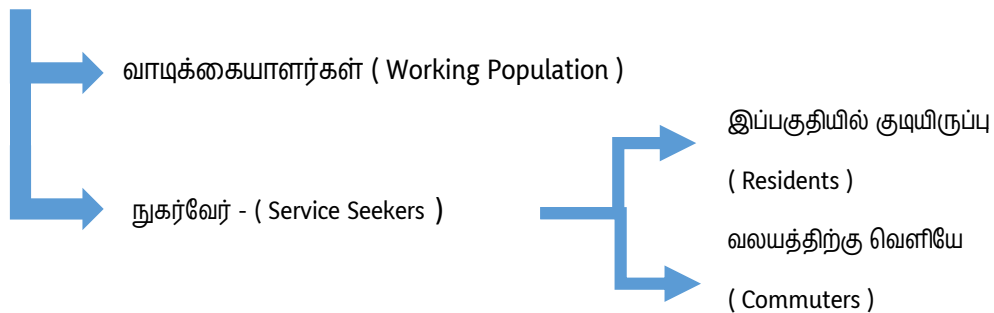 வாடிக்கையாளர்கள் ( Working Population )
நுகர்வேர் - ( Service Seekers )
இப்பகுதியில் குடியிருப்பு
( Residents )
வலயத்திற்கு வெளியே
( Commuters )